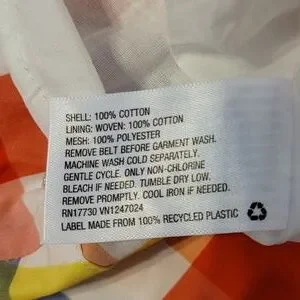 SHELL: 100% COTTON
LINING: WOVEN: 100% COTTON
MESH: 100% POLYESTER
REMOVE BELT BEFORE GARMENT WASH.
MACHINE WASH COLD SEPARATELY.
GENTLE CYCLE. ONLY NON-CHLORINE
BLEACH IF NEEDED. TUMBLE DRY LOW.
REMOVE PROMPTLY. COOL IRON IF NEEDED.
RN17730 VN1247024
LABEL MADE FROM 100% RECYCLED PLASTIC